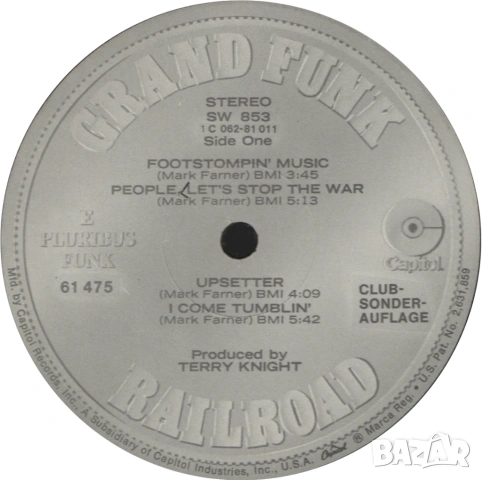 GRAND FUNK
STEREO
SW 853
1 C 062-81 011
Side One
FOOTSTOMPIN' MUSIC
(Mark Farner) BMI 3:45
PEOPLE, LET'S STOP THE WAR
(Mark Farner) BMI 5:13
E
PLURIBUS
FUNK
61 475
Capitol
CLUB-
SONDER-
AUFLAGE
UPSETTER
(Mark Farner) BMI 4:09
I COME TUMBLIN'
(Mark Farner) BMI 5:42
Produced by
TERRY KNIGHT
RAILROAD
Mfd. by Capitol Records, Inc., A Subsidiary of Capitol Industries, Inc., U.S.A. Capitol ® Marca Reg. • U.S. Pat. No. 2,631,859
BAZAR